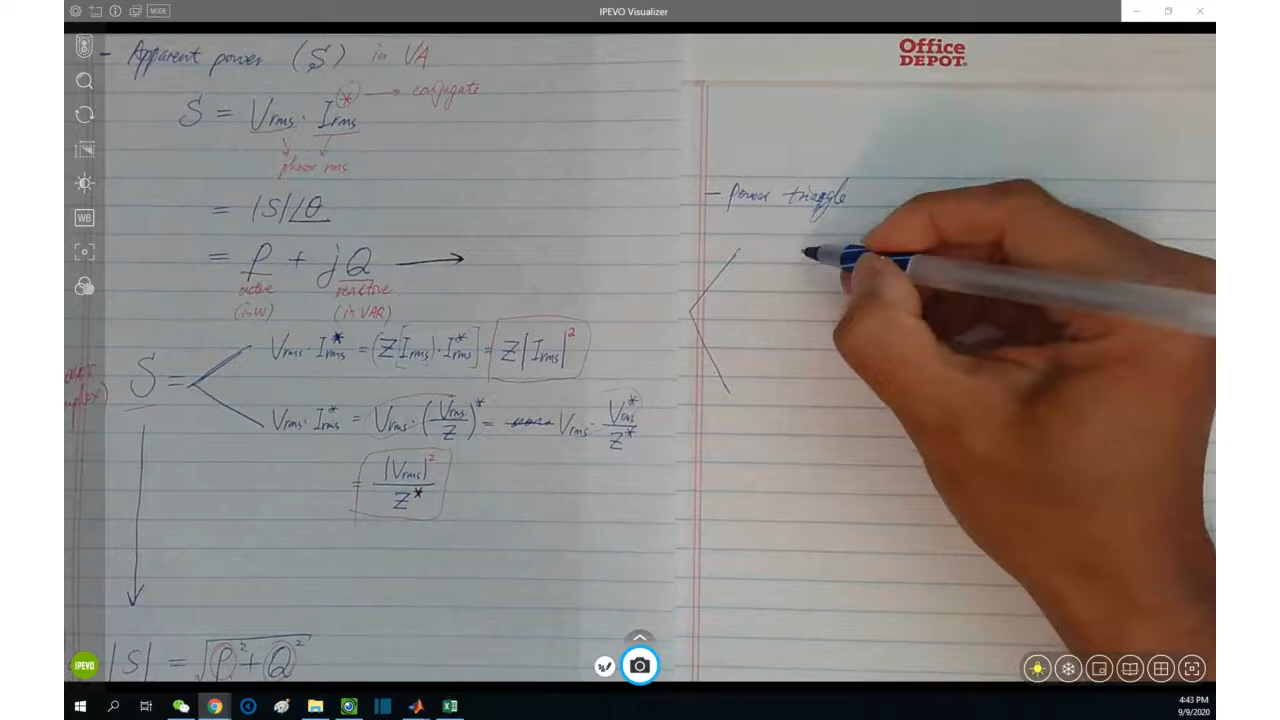 IPEVO Visualizer
MODE
WB
- Apparent power (S) in VA
S = Vrms · Irms* → conjugate
phasor rms
= |S|∠θ
= P + jQ →
active reactive
(in W) (in VAR)
S = Vrms · Irms* = (Z[Irms) · Irms*] = Z|Irms|²
Vrms · Irms* = Vrms · (Vrms/Z)* = Vrms · Vrms*/Z*
= |Vrms|²/Z*
|S| = √P²+Q²
Office
DEPOT.
- Power triangle
IPEVO
4:43 PM
9/9/2020